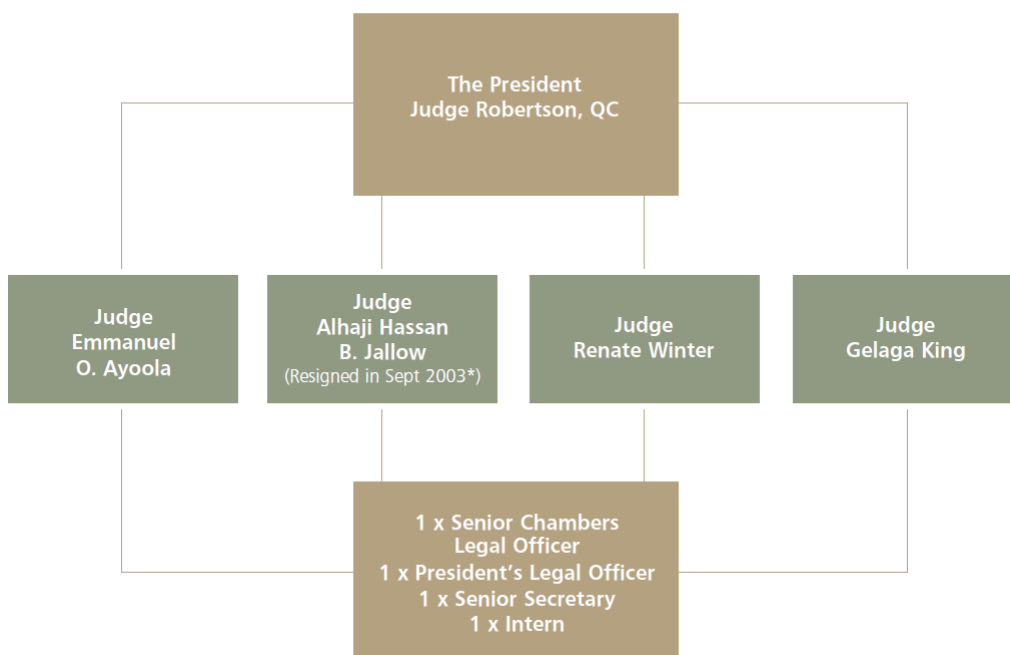 The President
Judge Robertson, QC
Judge
Emmanuel
O. Ayoola
Judge
Alhaji Hassan
B. Jallow
(Resigned in Sept 2003*)
Judge
Renate Winter
Judge
Gelaga King
1 x Senior Chambers
Legal Officer
1 x President’s Legal Officer
1 x Senior Secretary
1 x Intern